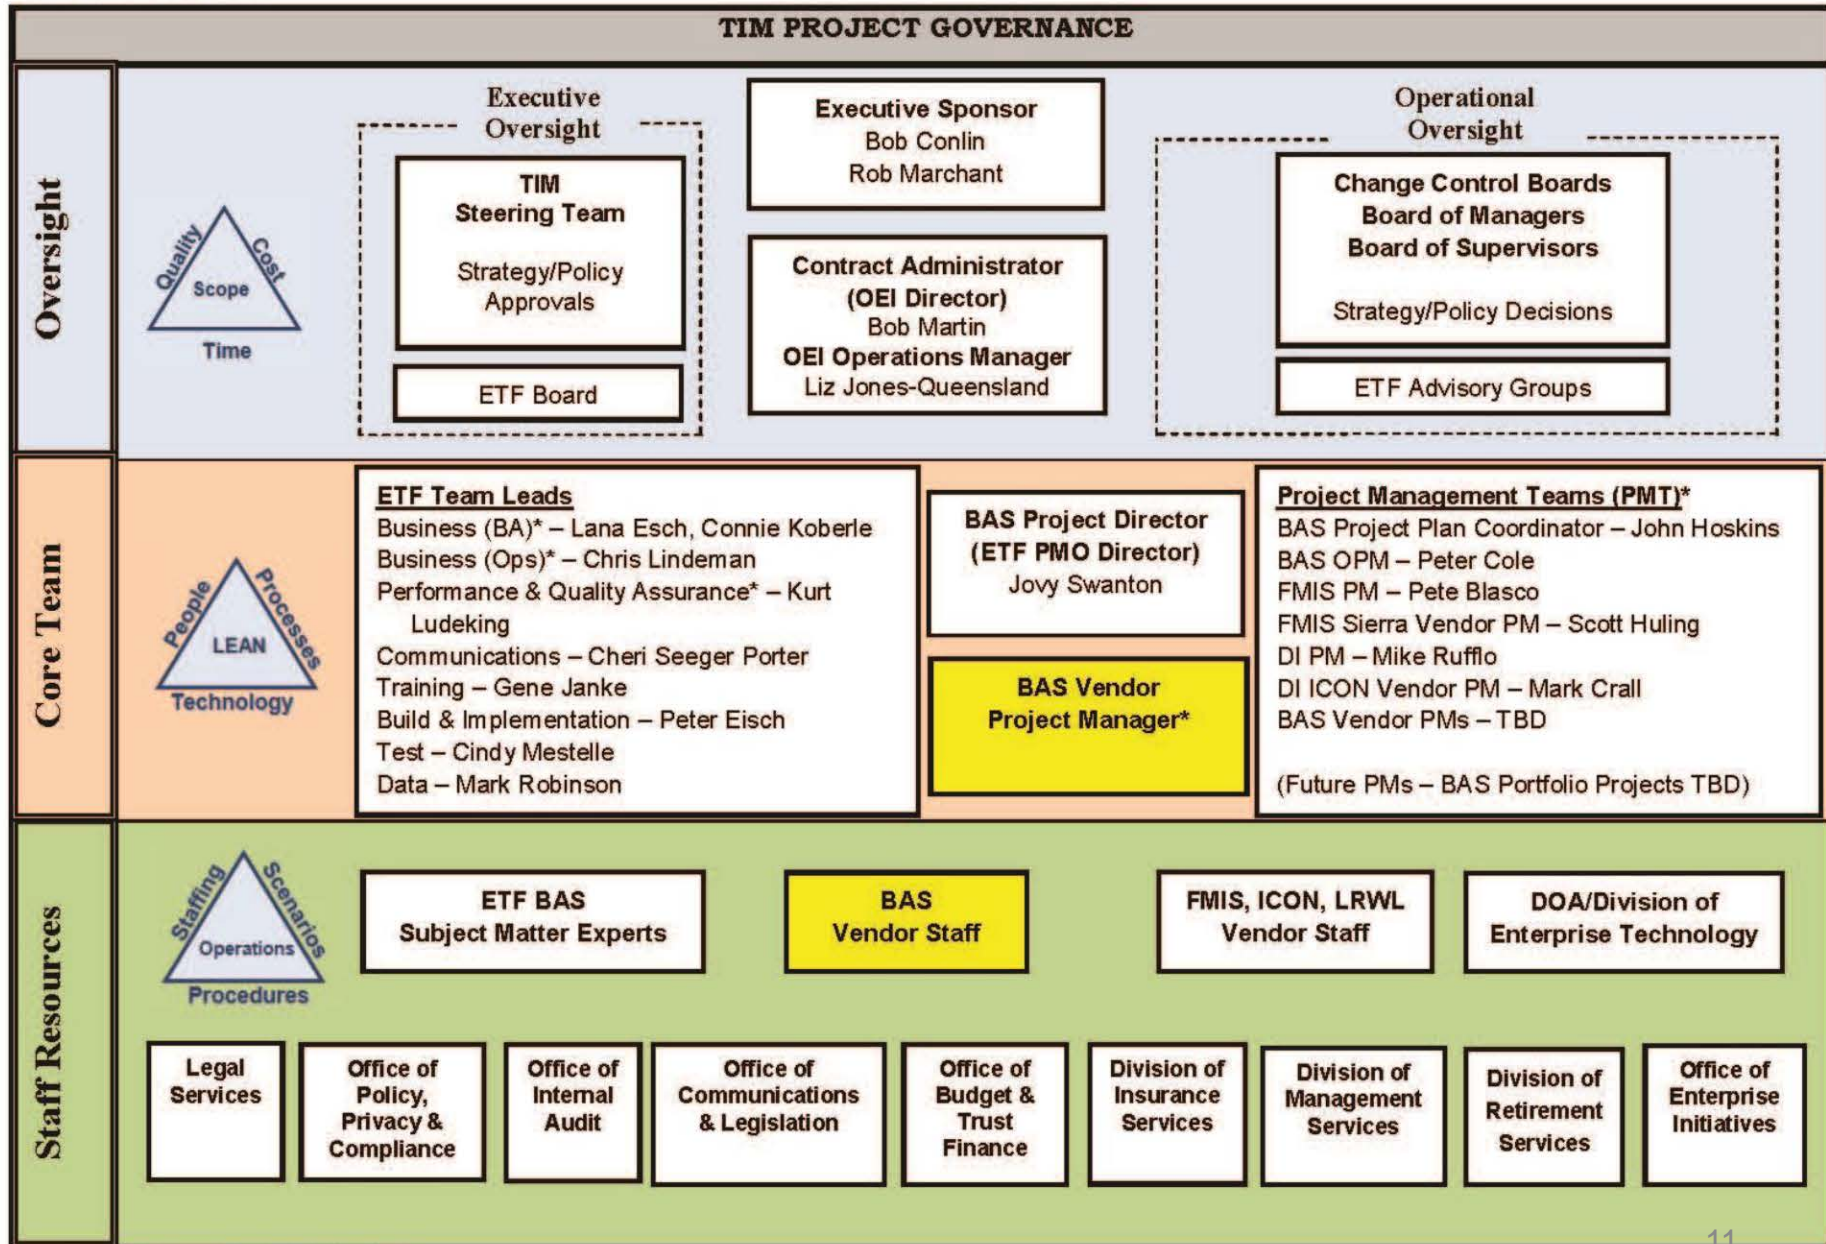 TIM PROJECT GOVERNANCE
Oversight
Quality
Cost
Scope
Time
Executive
Oversight
TIM
Steering Team
Strategy/Policy
Approvals
ETF Board
Executive Sponsor
Bob Conlin
Rob Marchant
Contract Administrator
(OEI Director)
Bob Martin
OEI Operations Manager
Liz Jones-Queensland
Operational
Oversight
Change Control Boards
Board of Managers
Board of Supervisors
Strategy/Policy Decisions
ETF Advisory Groups
Core Team
People
Processes
LEAN
Technology
ETF Team Leads
Business (BA)* – Lana Esch, Connie Koberle
Business (Ops)* – Chris Lindeman
Performance & Quality Assurance* – Kurt
Ludeking
Communications – Cheri Seeger Porter
Training – Gene Janke
Build & Implementation – Peter Eisch
Test – Cindy Mestelle
Data – Mark Robinson
BAS Project Director
(ETF PMO Director)
Jovy Swanton
BAS Vendor
Project Manager*
Project Management Teams (PMT)*
BAS Project Plan Coordinator – John Hoskins
BAS OPM – Peter Cole
FMIS PM – Pete Blasco
FMIS Sierra Vendor PM – Scott Huling
DI PM – Mike Rufflo
DI ICON Vendor PM – Mark Crall
BAS Vendor PMs – TBD
(Future PMs – BAS Portfolio Projects TBD)
Staff Resources
Staffing
Scenarios
Operations
Procedures
ETF BAS
Subject Matter Experts
BAS
Vendor Staff
FMIS, ICON, LRWL
Vendor Staff
DOA/Division of
Enterprise Technology
Legal
Services
Office of
Policy,
Privacy &
Compliance
Office of
Internal
Audit
Office of
Communications
& Legislation
Office of
Budget &
Trust
Finance
Division of
Insurance
Services
Division of
Management
Services
Division of
Retirement
Services
Office of
Enterprise
Initiatives
11